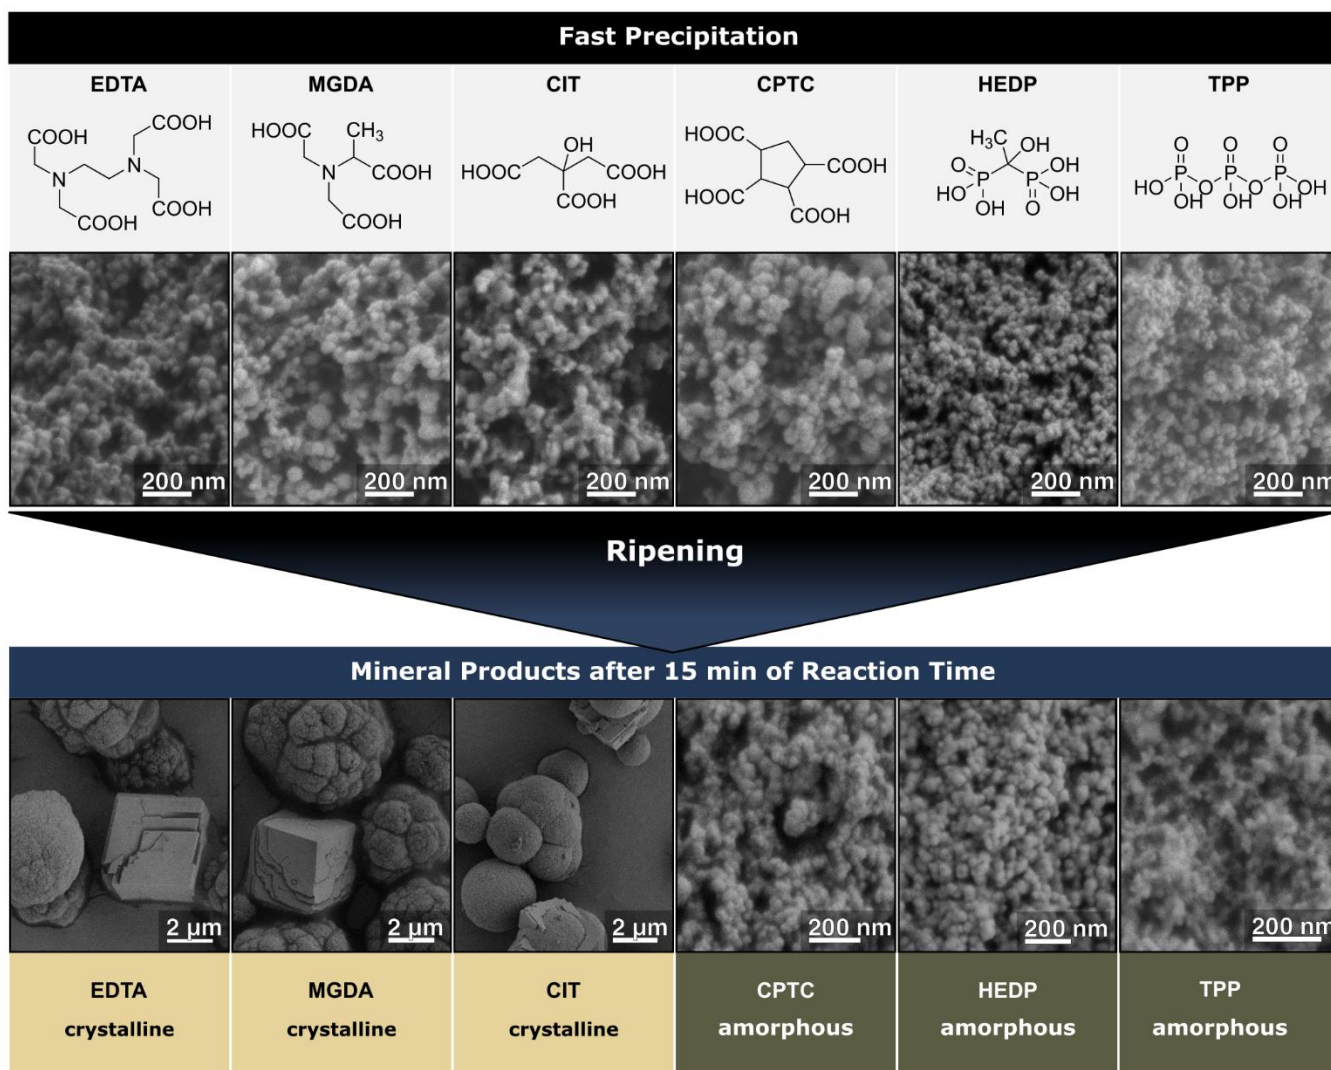 Fast Precipitation
EDTA
MGDA
CIT
CPTC
HEDP
TPP
COOH
COOH
N
N
COOH
COOH
HOOC
CH3
COOH
N
COOH
OH
HOOC
COOH
COOH
HOOC
COOH
HOOC
COOH
H3C
OH
O
P
P
OH
HO
OH
OH
O
O
O
O
HO
P
O
P
O
P
OH
OH
OH
OH
200 nm
200 nm
200 nm
200 nm
200 nm
200 nm
Ripening
Mineral Products after 15 min of Reaction Time
2 µm
2 µm
2 µm
200 nm
200 nm
200 nm
EDTA
crystalline
MGDA
crystalline
CIT
crystalline
CPTC
amorphous
HEDP
amorphous
TPP
amorphous